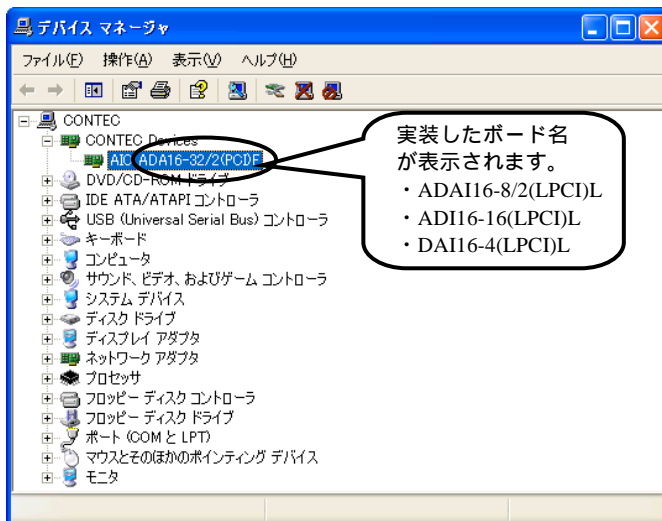 デバイス マネージャ
ファイル(F) 操作(A) 表示(V) ヘルプ(H)
CONTEC
CONTEC Devices
ADA16-32/2(PCI)F
DVD/CD-ROM ドライブ
IDE ATA/ATAPI コントローラ
USB (Universal Serial Bus) コントローラ
キーボード
コンピュータ
サウンド、ビデオ、およびゲーム コントローラ
システム デバイス
ディスク ドライブ
ディスプレイ アダプタ
ネットワーク アダプタ
プロセッサ
フロッピー ディスク コントローラ
フロッピー ディスク ドライブ
ポート (COM と LPT)
マウスとそのほかのポインティング デバイス
モニタ
実装したボード名
が表示されます。
・ADAI16-8/2(LPCI)L
・ADI16-16(LPCI)L
・DAI16-4(LPCI)L